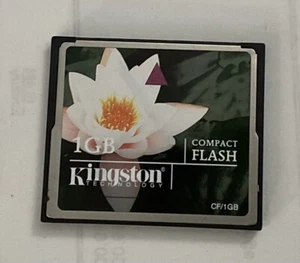 1GB
COMPACT
FLASH
Kingston
TECHNOLOGY
CF/1GB